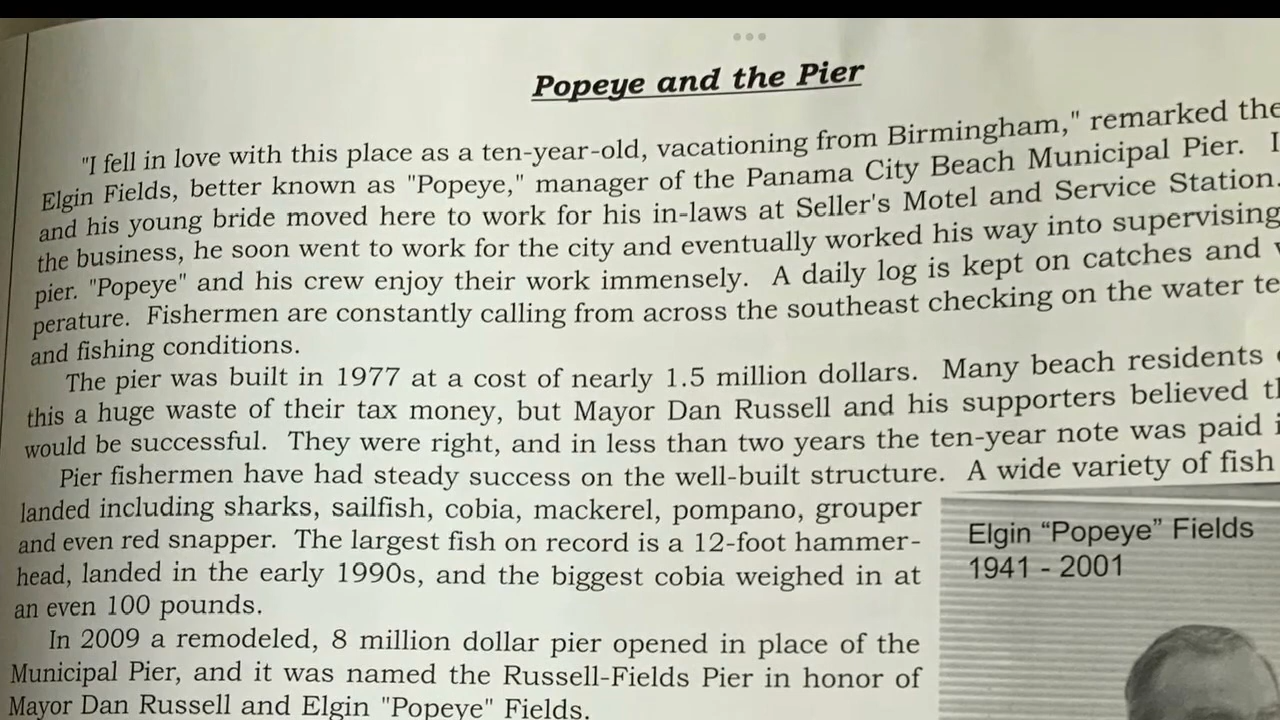 Popeye and the Pier
"I fell in love with this place as a ten-year-old, vacationing from Birmingham," remarked the
Elgin Fields, better known as "Popeye," manager of the Panama City Beach Municipal Pier.
and his young bride moved here to work for his in-laws at Seller's Motel and Service Station.
the business, he soon went to work for the city and eventually worked his way into supervising
pier. "Popeye" and his crew enjoy their work immensely. A daily log is kept on catches and
perature. Fishermen are constantly calling from across the southeast checking on the water te
and fishing conditions.
The pier was built in 1977 at a cost of nearly 1.5 million dollars. Many beach residents
this a huge waste of their tax money, but Mayor Dan Russell and his supporters believed t
would be successful. They were right, and in less than two years the ten-year note was paid i
Pier fishermen have had steady success on the well-built structure. A wide variety of fish
landed including sharks, sailfish, cobia, mackerel, pompano, grouper
and even red snapper. The largest fish on record is a 12-foot hammer-
head, landed in the early 1990s, and the biggest cobia weighed in at
an even 100 pounds.
In 2009 a remodeled, 8 million dollar pier opened in place of the
Municipal Pier, and it was named the Russell-Fields Pier in honor of
Mayor Dan Russell and Elgin "Popeye" Fields.
Elgin “Popeye” Fields
1941 - 2001